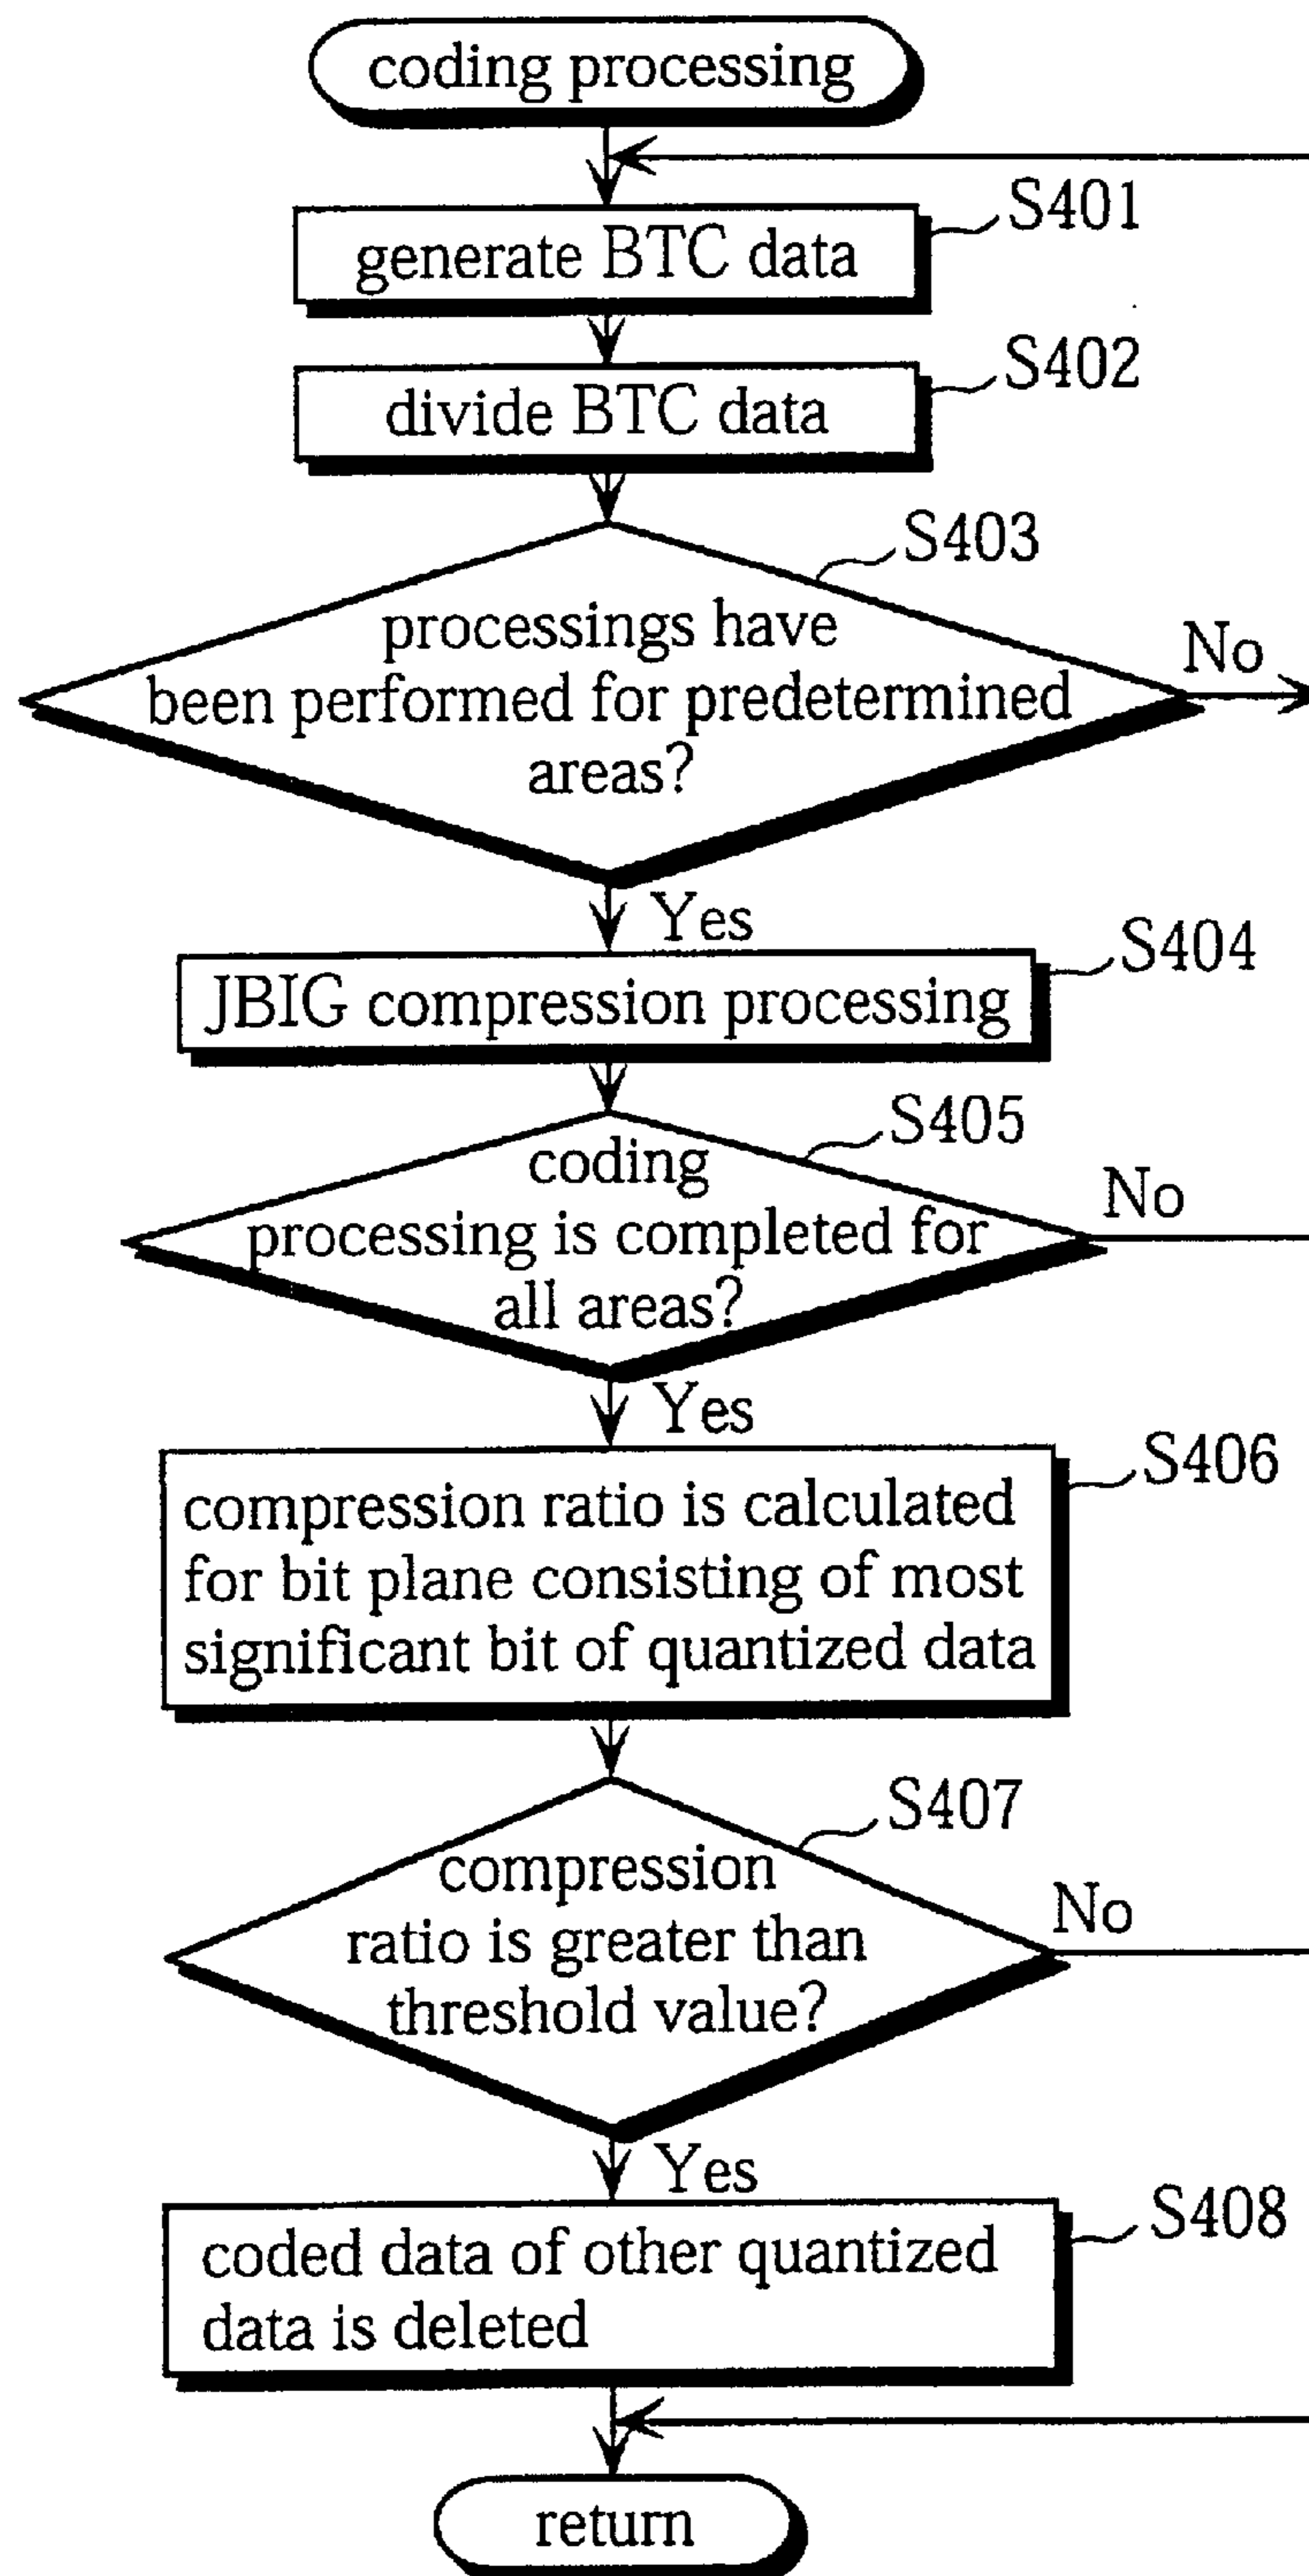 coding processing
S401
generate BTC data
S402
divide BTC data
S403
processings have
been performed for predetermined
areas?
No
Yes
S404
JBIG compression processing
S405
coding
processing is completed for
all areas?
No
Yes
S406
compression ratio is calculated
for bit plane consisting of most
significant bit of quantized data
S407
compression
ratio is greater than
threshold value?
No
Yes
S408
coded data of other quantized
data is deleted
return